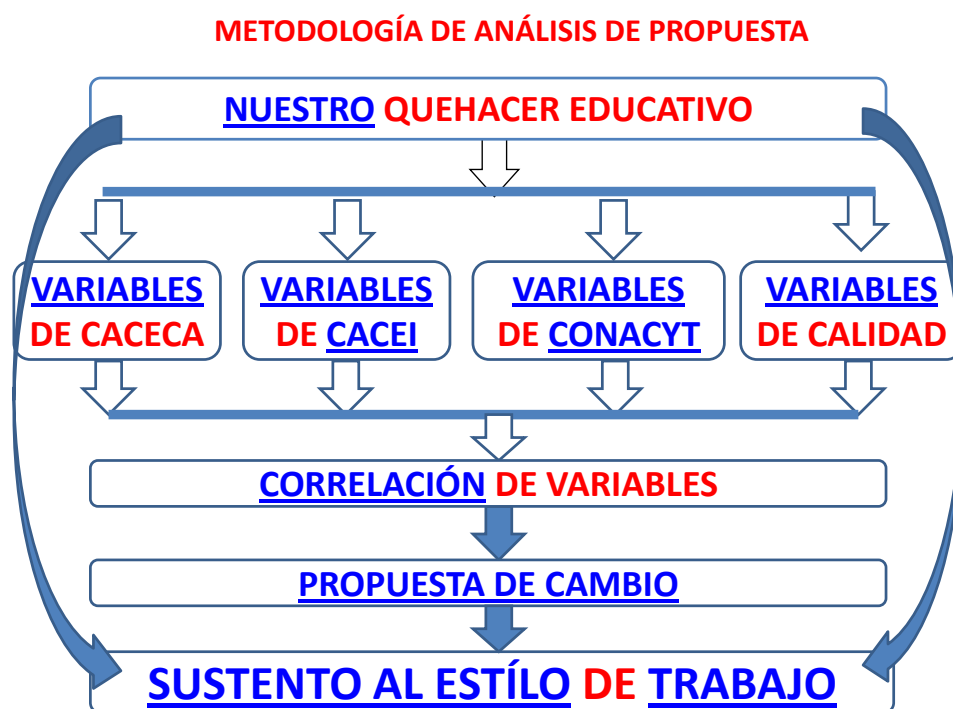 METODOLOGÍA DE ANÁLISIS DE PROPUESTA
NUESTRO QUEHACER EDUCATIVO
VARIABLES
DE CACECA
VARIABLES
DE CACEI
VARIABLES
DE CONACYT
VARIABLES
DE CALIDAD
CORRELACIÓN DE VARIABLES
PROPUESTA DE CAMBIO
SUSTENTO AL ESTÍLO DE TRABAJO